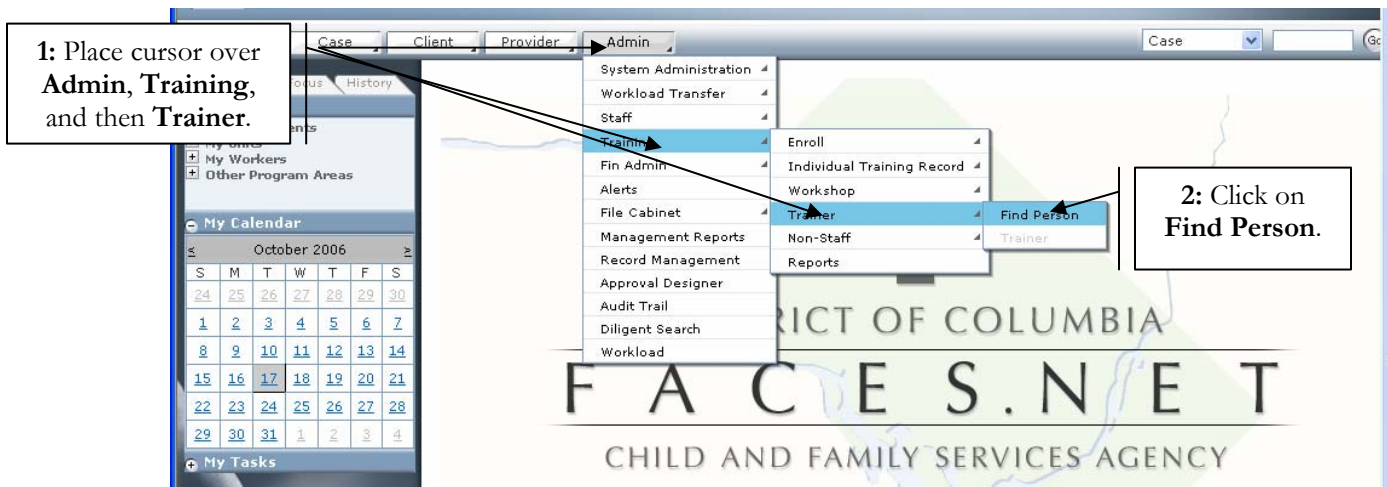 1: Place cursor over
Admin, Training,
and then Trainer.
Case Client Provider Admin
Case
History
My Workers
Other Program Areas
My Calendar
≤ October 2006 ≥
S M T W T F S
24 25 26 27 28 29 30
1 2 3 4 5 6 7
8 9 10 11 12 13 14
15 16 17 18 19 20 21
22 23 24 25 26 27 28
29 30 31 1 2 3 4
My Tasks
System Administration
Workload Transfer
Staff
Training
Fin Admin
Alerts
File Cabinet
Management Reports
Record Management
Approval Designer
Audit Trail
Diligent Search
Workload
Enroll
Individual Training Record
Workshop
Trainer
Non-Staff
Reports
Find Person
Trainer
2: Click on
Find Person.
RICT OF COLUMBIA
FACES.NET
CHILD AND FAMILY SERVICES AGENCY